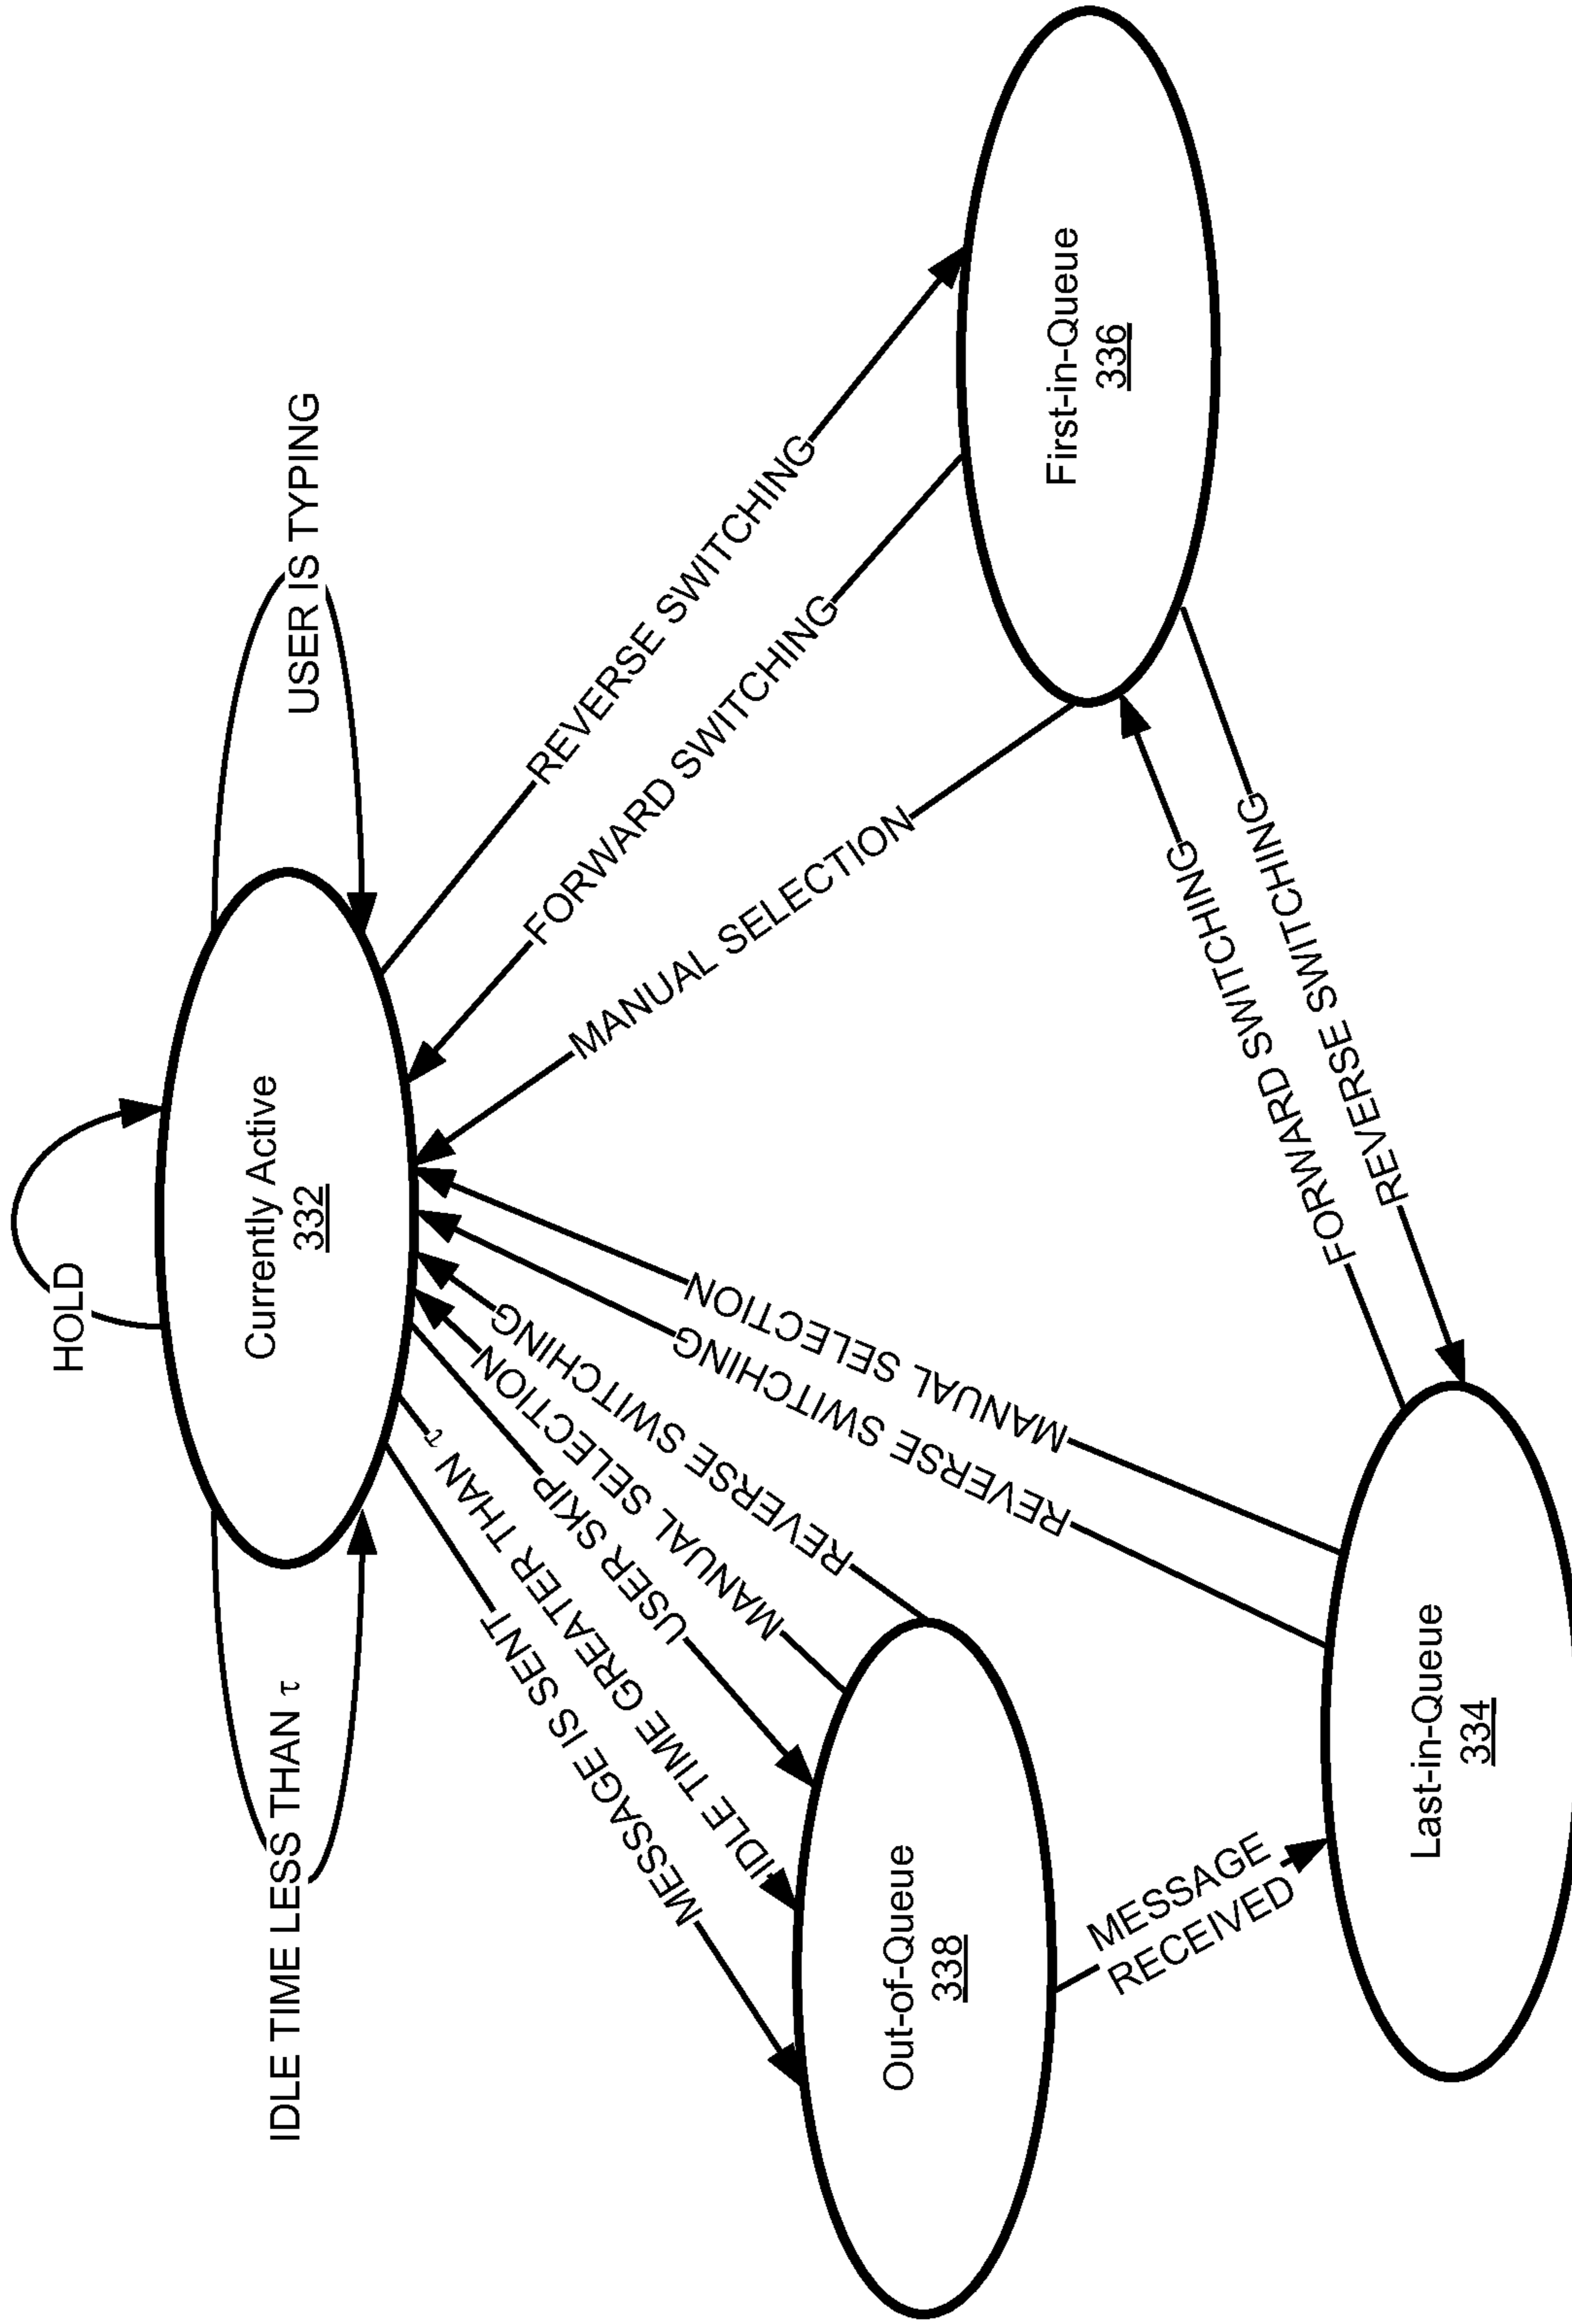 HOLD
USER IS TYPING
IDLE TIME LESS THAN τ
Currently Active
332
MESSAGE IS SENT
IDLE TIME GREATER THAN τ
USER SKIP
MANUAL SELECTION
REVERSE SWITCHING
REVERSE SWITCHING
MANUAL SELECTION
MANUAL SELECTION
FORWARD SWITCHING
REVERSE SWITCHING
Out-of-Queue
338
First-in-Queue
336
MESSAGE
RECEIVED
FORWARD SWITCHING
REVERSE SWITCHING
Last-in-Queue
334